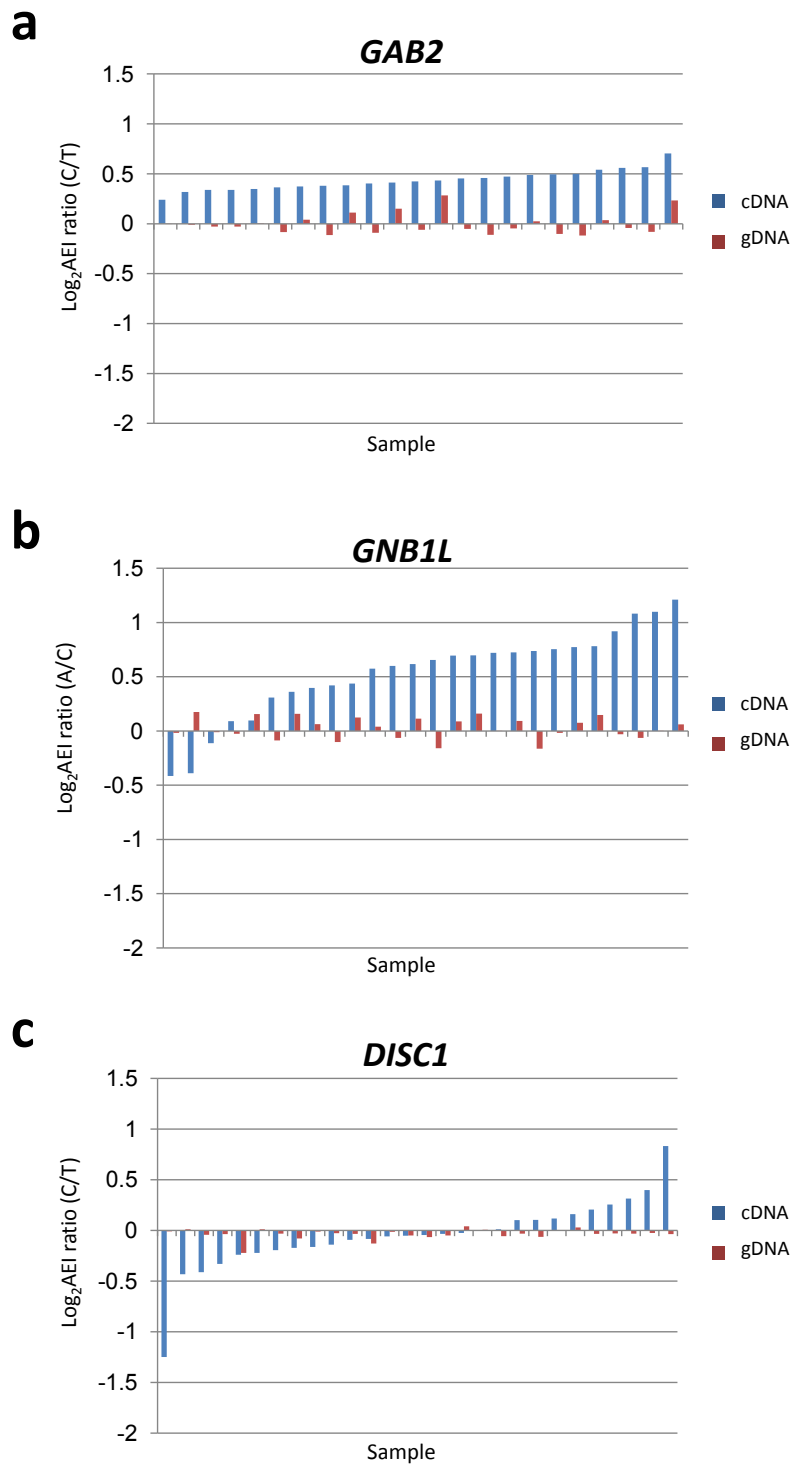 a
GAB2
1.5
1
0.5
0
-0.5
-1
-1.5
-2
Log2AEI ratio (C/T)
Sample
cDNA
gDNA
b
GNB1L
1.5
1
0.5
0
-0.5
-1
-1.5
-2
Log2AEI ratio (A/C)
Sample
cDNA
gDNA
c
DISC1
1.5
1
0.5
0
-0.5
-1
-1.5
-2
Log2AEI ratio (C/T)
Sample
cDNA
gDNA